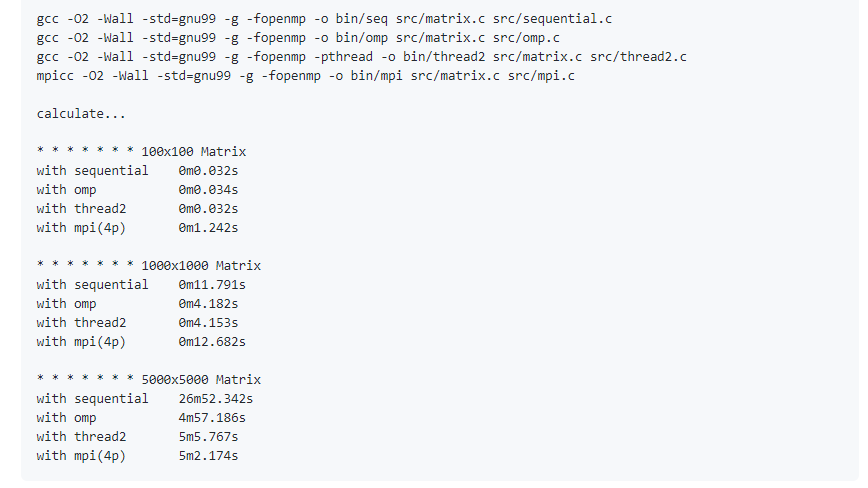 gcc -O2 -Wall -std=gnu99 -g -fopenmp -o bin/seq src/matrix.c src/sequential.c
gcc -O2 -Wall -std=gnu99 -g -fopenmp -o bin/omp src/matrix.c src/omp.c
gcc -O2 -Wall -std=gnu99 -g -fopenmp -pthread -o bin/thread2 src/matrix.c src/thread2.c
mpicc -O2 -Wall -std=gnu99 -g -fopenmp -o bin/mpi src/matrix.c src/mpi.c
calculate...
* * * * * * * 100x100 Matrix
with sequential    0m0.032s
with omp           0m0.034s
with thread2       0m0.032s
with mpi(4p)       0m1.242s
* * * * * * * 1000x1000 Matrix
with sequential    0m11.791s
with omp           0m4.182s
with thread2       0m4.153s
with mpi(4p)       0m12.682s
* * * * * * * 5000x5000 Matrix
with sequential    26m52.342s
with omp           4m57.186s
with thread2       5m5.767s
with mpi(4p)       5m2.174s